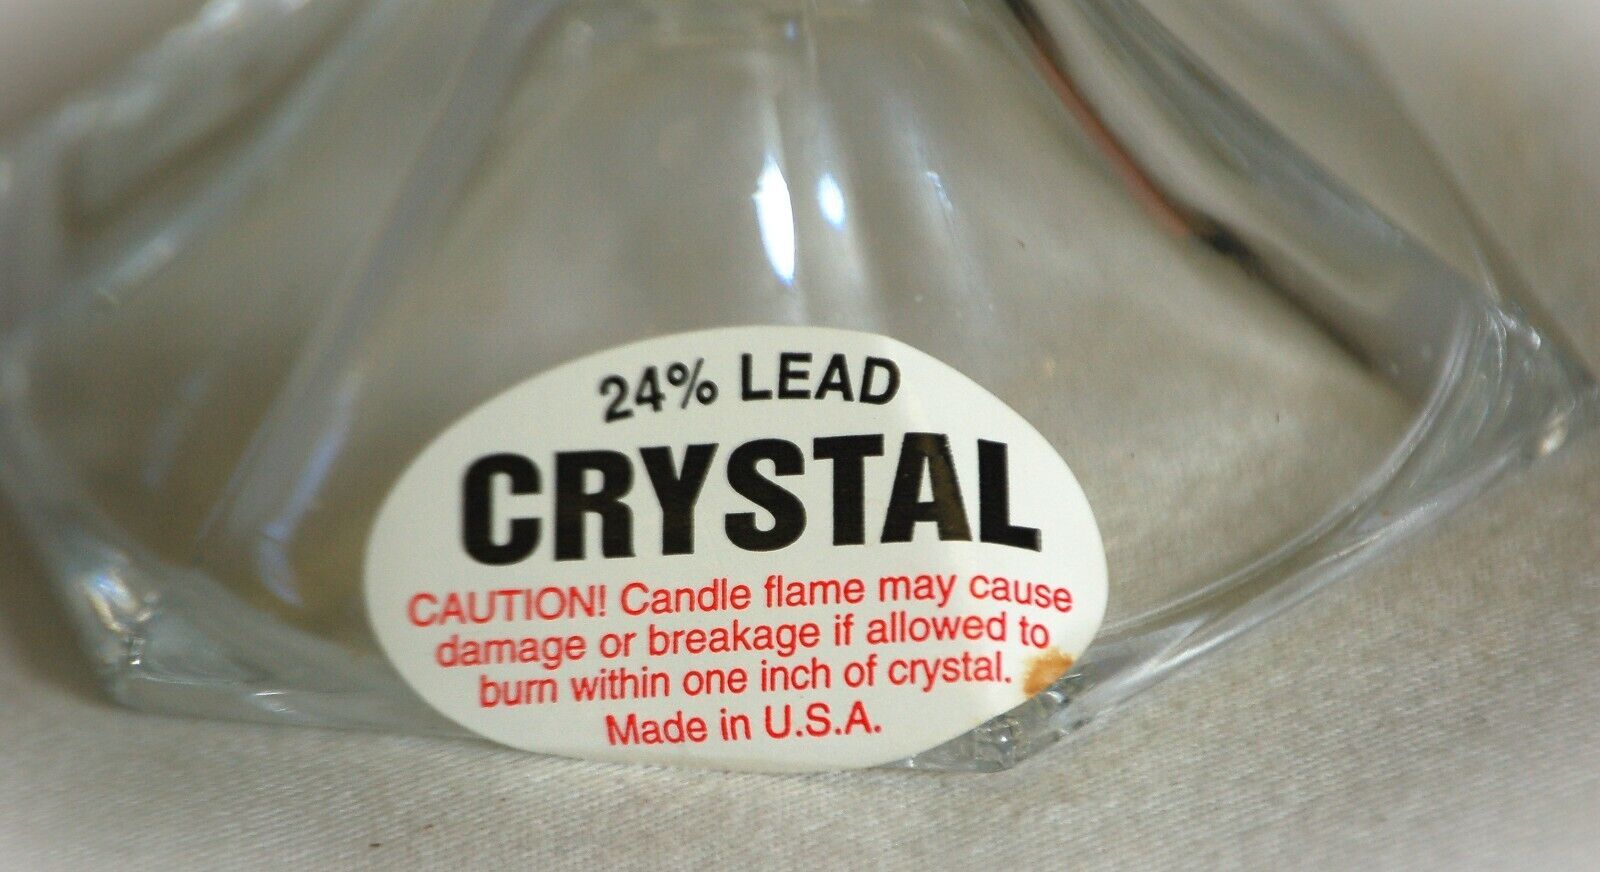 24% LEAD
CRYSTAL
CAUTION! Candle flame may cause
damage or breakage if allowed to
burn within one inch of crystal.
Made in U.S.A.